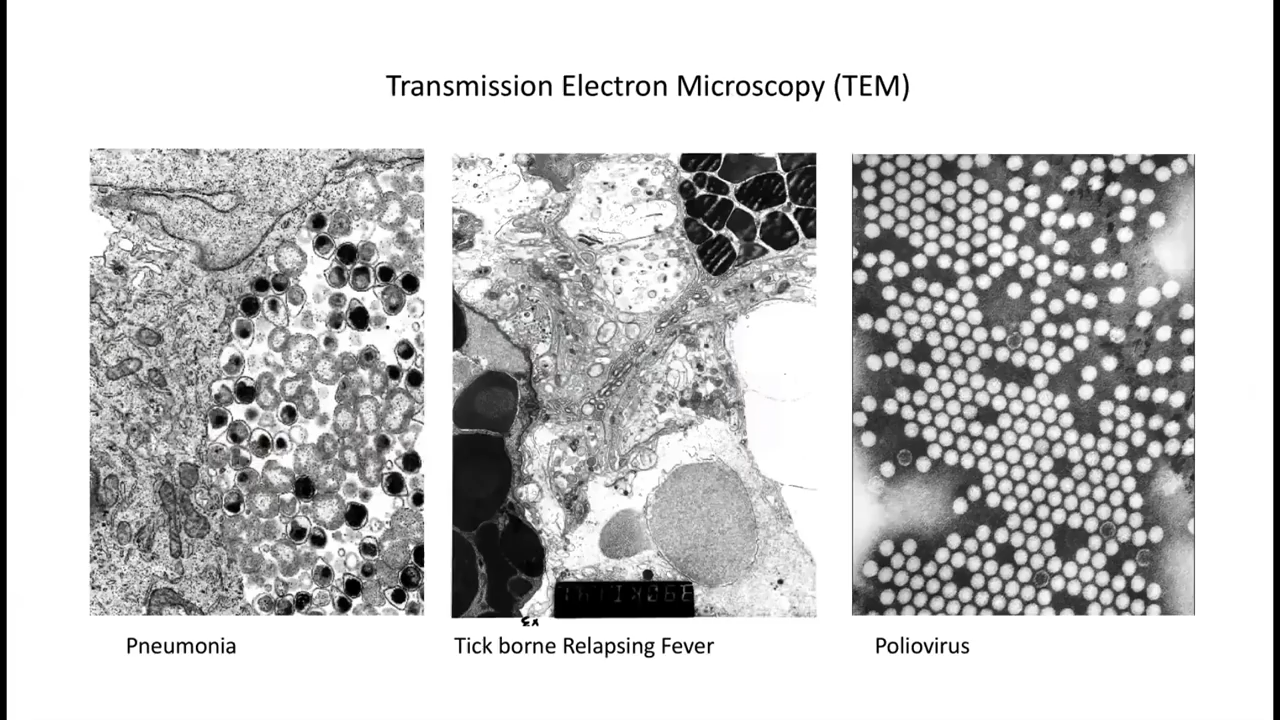 Transmission Electron Microscopy (TEM)
Pneumonia
Tick borne Relapsing Fever
Poliovirus